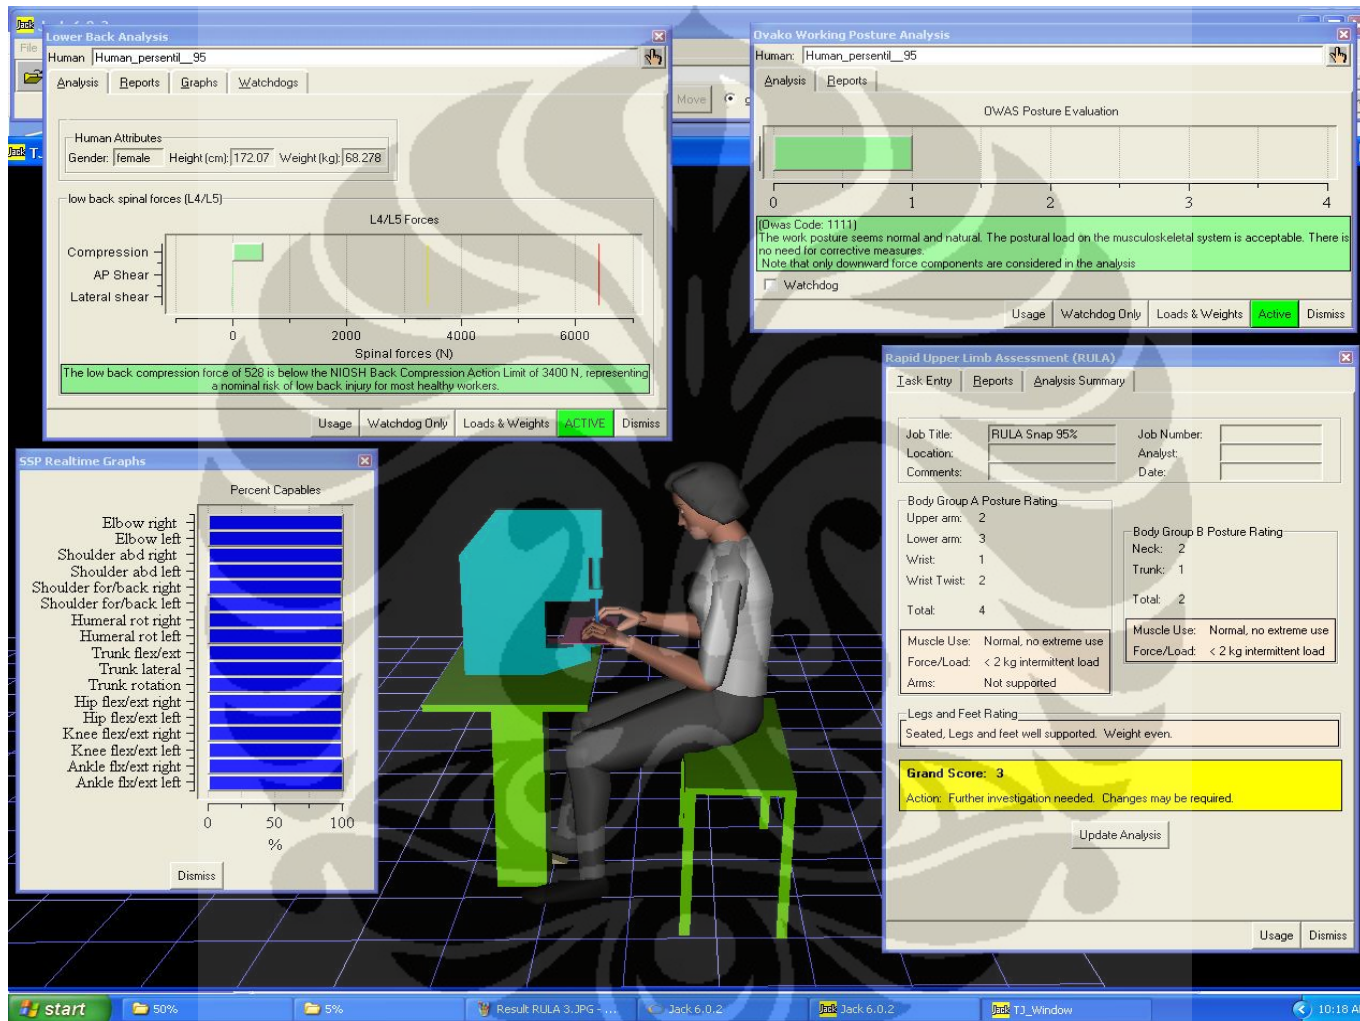 Jack 6.0.2
File
Lower Back Analysis
Human Human_persentil__95
Analysis Reports Graphs Watchdogs
Human Attributes
Gender: female Height (cm): 172.07 Weight (kg): 68.278
low back spinal forces (L4/L5)
L4/L5 Forces
Compression
AP Shear
Lateral shear
0 2000 4000 6000
Spinal forces (N)
The low back compression force of 528 is below the NIOSH Back Compression Action Limit of 3400 N, representing
a nominal risk of low back injury for most healthy workers.
Usage Watchdog Only Loads & Weights ACTIVE Dismiss
Move
Ovako Working Posture Analysis
Human: Human_persentil__95
Analysis Reports
OWAS Posture Evaluation
0 1 2 3 4
(Owas Code: 1111)
The work posture seems normal and natural. The postural load on the musculoskeletal system is acceptable. There is
no need for corrective measures.
Note that only downward force components are considered in the analysis
Watchdog
Usage Watchdog Only Loads & Weights Active Dismiss
SSP Realtime Graphs
Percent Capables
Elbow right
Elbow left
Shoulder abd right
Shoulder abd left
Shoulder for/back right
Shoulder for/back left
Humeral rot right
Humeral rot left
Trunk flex/ext
Trunk lateral
Trunk rotation
Hip flex/ext right
Hip flex/ext left
Knee flex/ext right
Knee flex/ext left
Ankle flx/ext right
Ankle flx/ext left
0 50 100
%
Dismiss
Rapid Upper Limb Assessment (RULA)
Task Entry Reports Analysis Summary
Job Title: RULA Snap 95% Job Number:
Location: Analyst:
Comments: Date:
Body Group A Posture Rating
Upper arm: 2
Lower arm: 3
Wrist: 1
Wrist Twist: 2
Total: 4
Muscle Use: Normal, no extreme use
Force/Load: < 2 kg intermittent load
Arms: Not supported
Body Group B Posture Rating
Neck: 2
Trunk: 1
Total: 2
Muscle Use: Normal, no extreme use
Force/Load: < 2 kg intermittent load
Legs and Feet Rating
Seated, Legs and feet well supported. Weight even.
Grand Score: 3
Action: Further investigation needed. Changes may be required.
Update Analysis
Usage Dismiss
start 50% 5% Result RULA 3.JPG - ... Jack 6.0.2 Jack 6.0.2 TJ_Window 10:18 A